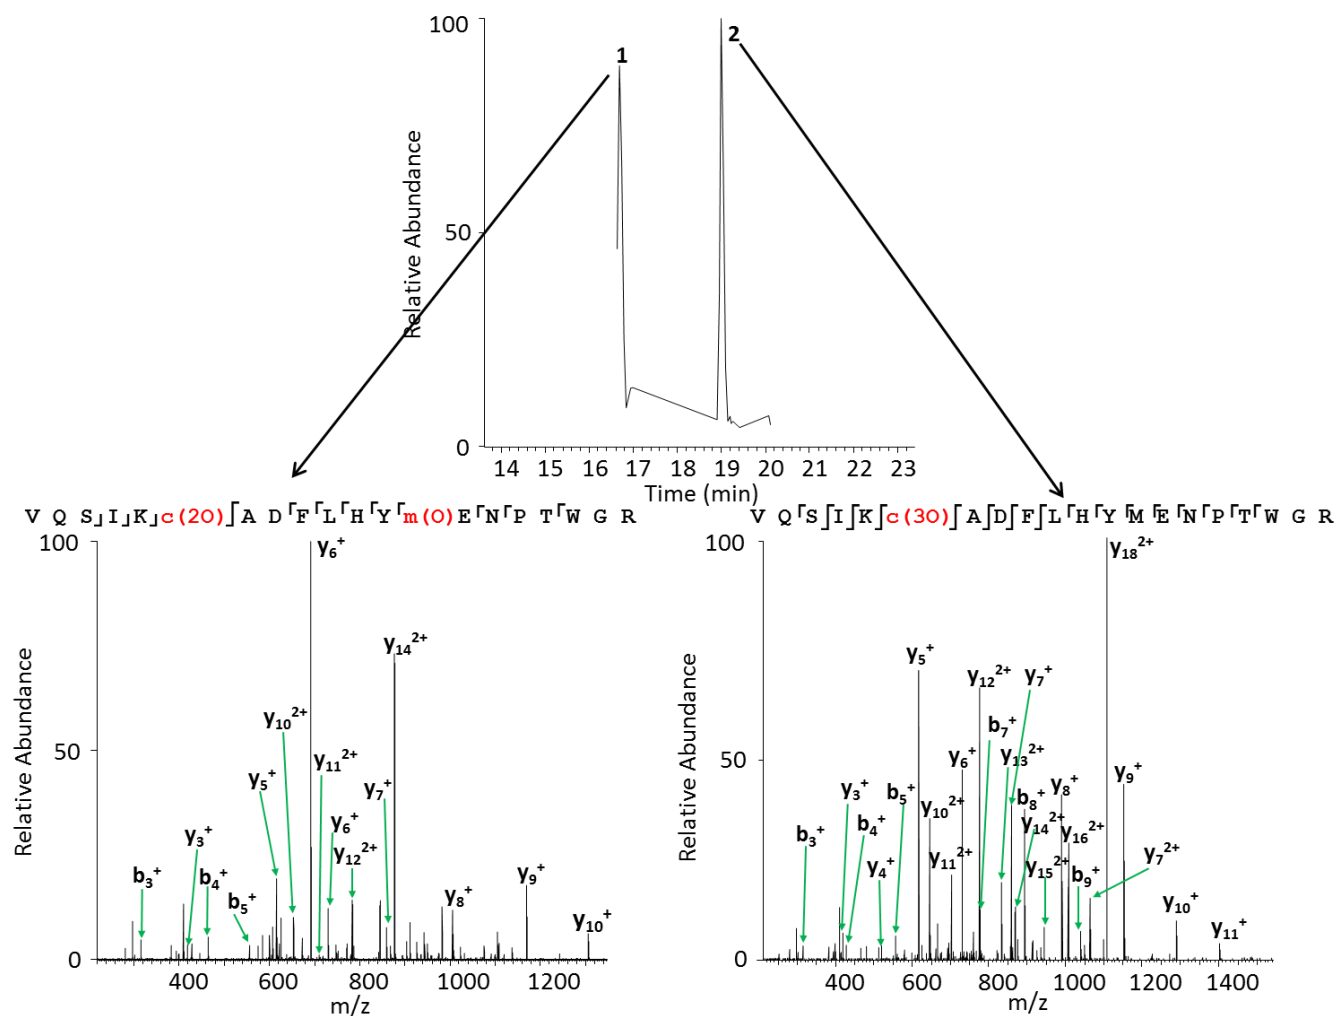 100
50
0
Relative Abundance
1
2
14 15 16 17 18 19 20 21 22 23
Time (min)
V Q S I K c(2O) A D F L H Y m(O) E N P T W G R
100
50
0
Relative Abundance
y6+
y14 2+
y10 2+
y11 2+
y5+
y7+
y6+
y3+
y12 2+
b3+
b4+
b5+
y8+
y9+
y10+
400 600 800 1000 1200
m/z
V Q S I K c(3O) A D F L H Y M E N P T W G R
100
50
0
Relative Abundance
y18 2+
y5+
y12 2+
y7+
b7+
y13 2+
y6+
y9+
y3+
b5+
b8+
y8+
b4+
y10 2+
y14 2+
b3+
y16 2+
y4+
y11 2+
y15 2+
b9+
y7 2+
y10+
y11+
400 600 800 1000 1200 1400
m/z